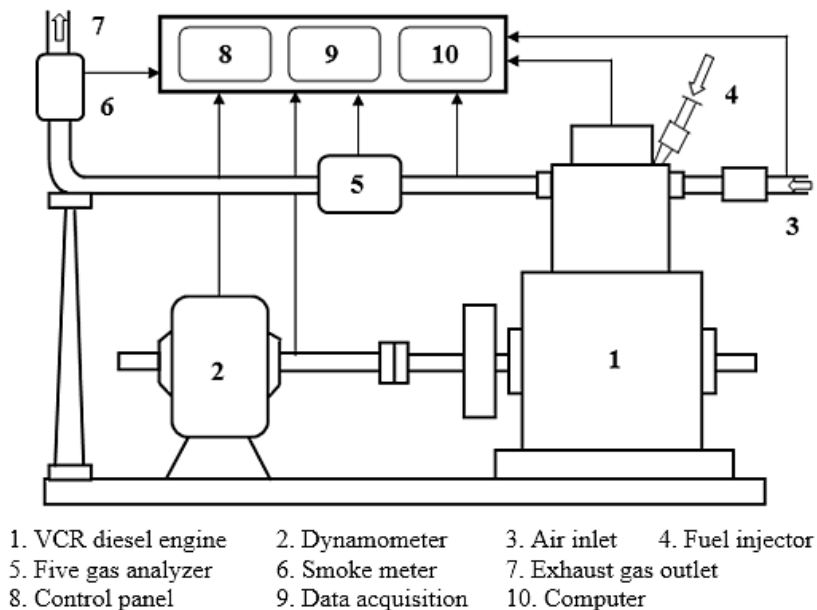 7
8 9 10
6
4
5
3
2
1
1. VCR diesel engine 2. Dynamometer 3. Air inlet 4. Fuel injector
5. Five gas analyzer 6. Smoke meter 7. Exhaust gas outlet
8. Control panel 9. Data acquisition 10. Computer